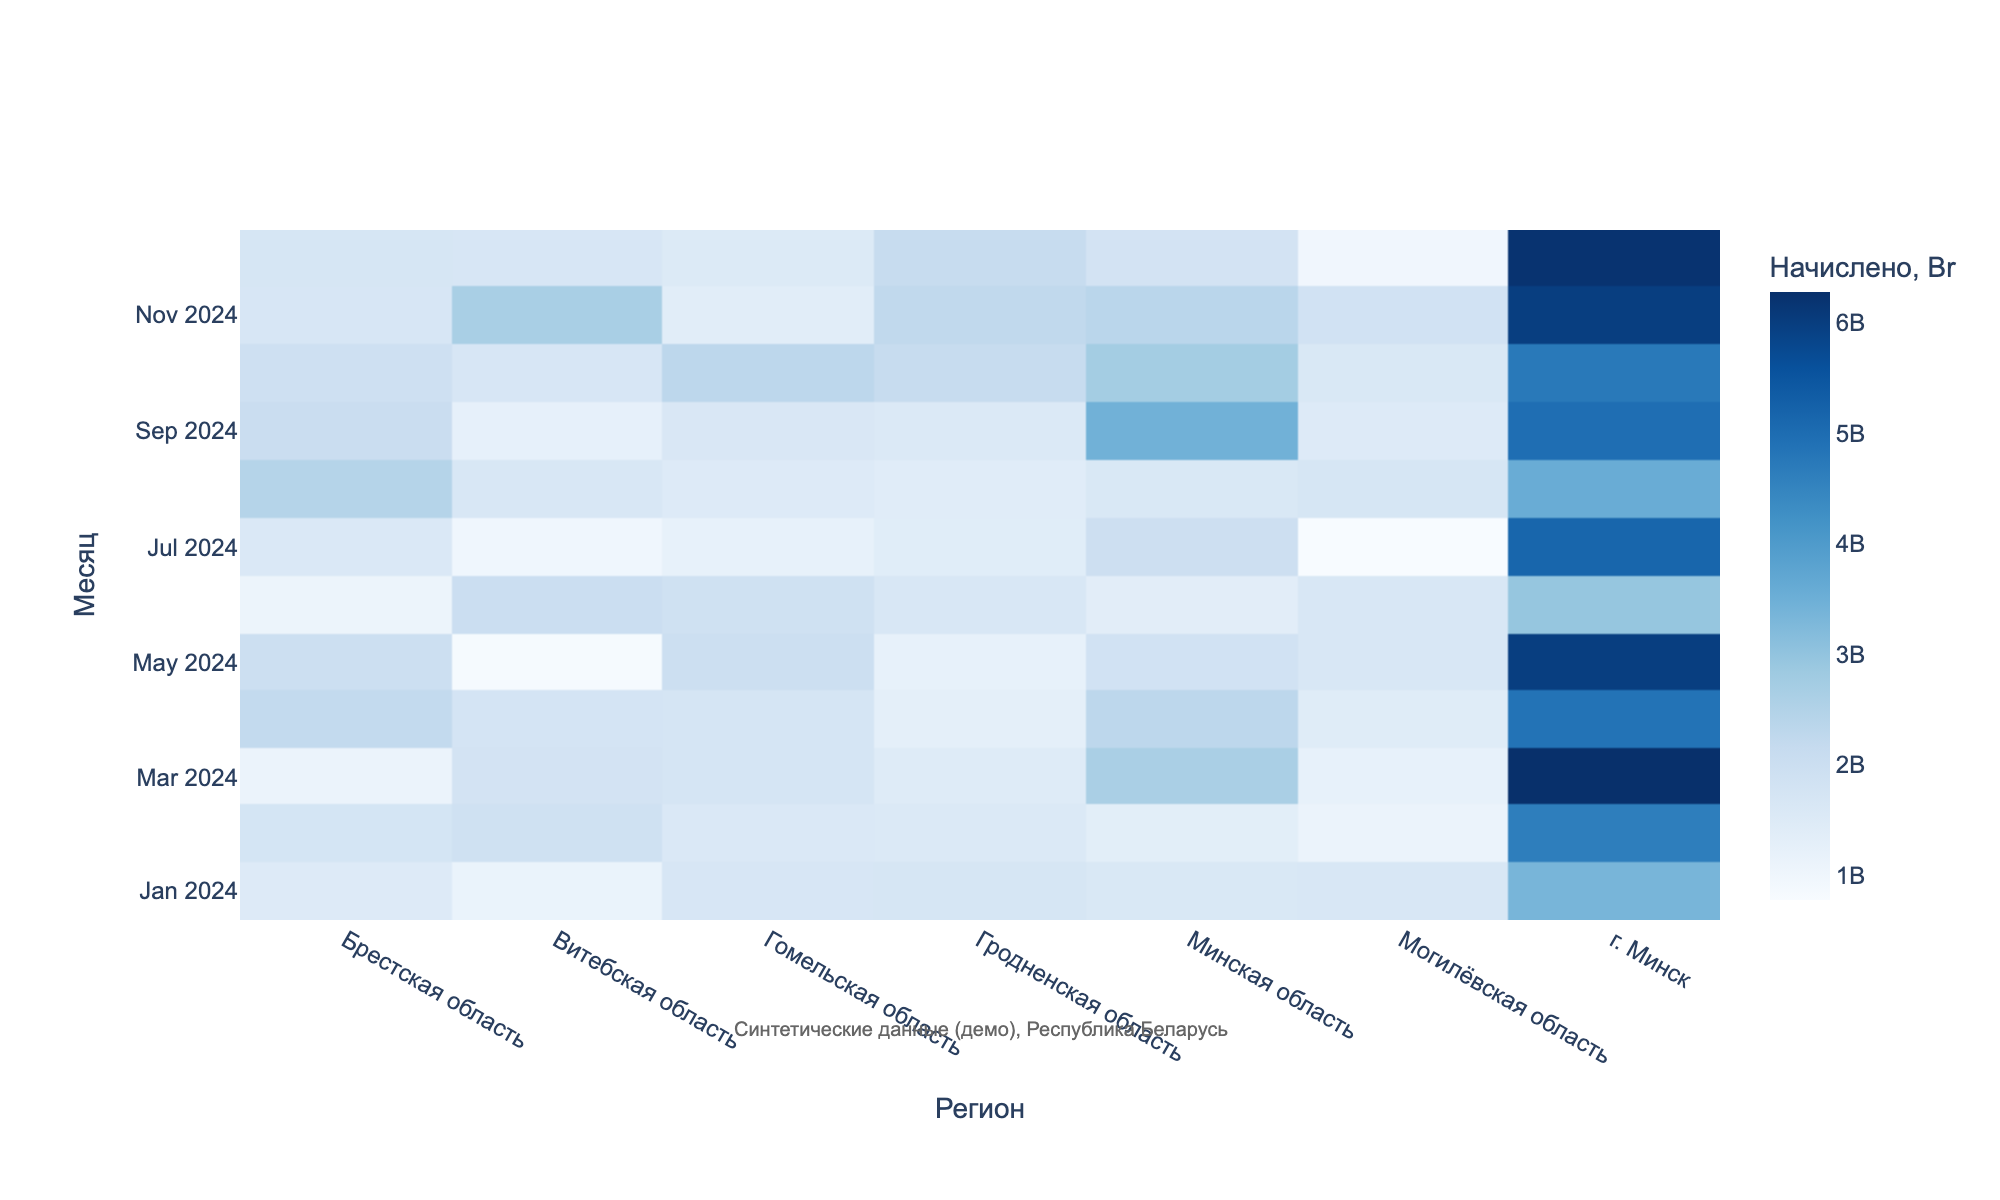 Начислено, Br
6B
5B
4B
3B
2B
1B
Месяц
Nov 2024
Sep 2024
Jul 2024
May 2024
Mar 2024
Jan 2024
Брестская область
Витебская область
Гомельская область
Гродненская область
Минская область
Могилёвская область
г. Минск
Синтетические данные (демо), Республика Беларусь
Регион